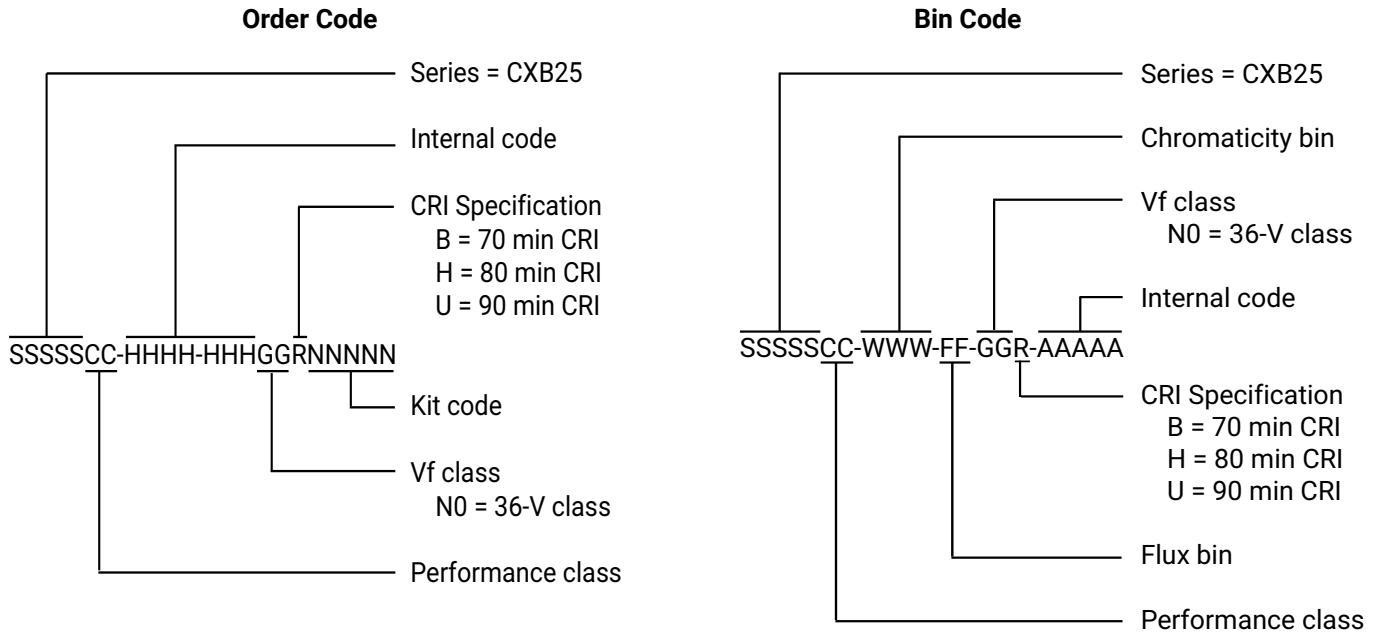 Order Code
Series = CXB25
Internal code
CRI Specification
B = 70 min CRI
H = 80 min CRI
U = 90 min CRI
SSSSSCC-HHHH-HHHGGRNNNNN
Kit code
Vf class
N0 = 36-V class
Performance class
Bin Code
Series = CXB25
Chromaticity bin
Vf class
N0 = 36-V class
Internal code
SSSSSCC-WWW-FF-GGR-AAAAA
CRI Specification
B = 70 min CRI
H = 80 min CRI
U = 90 min CRI
Flux bin
Performance class